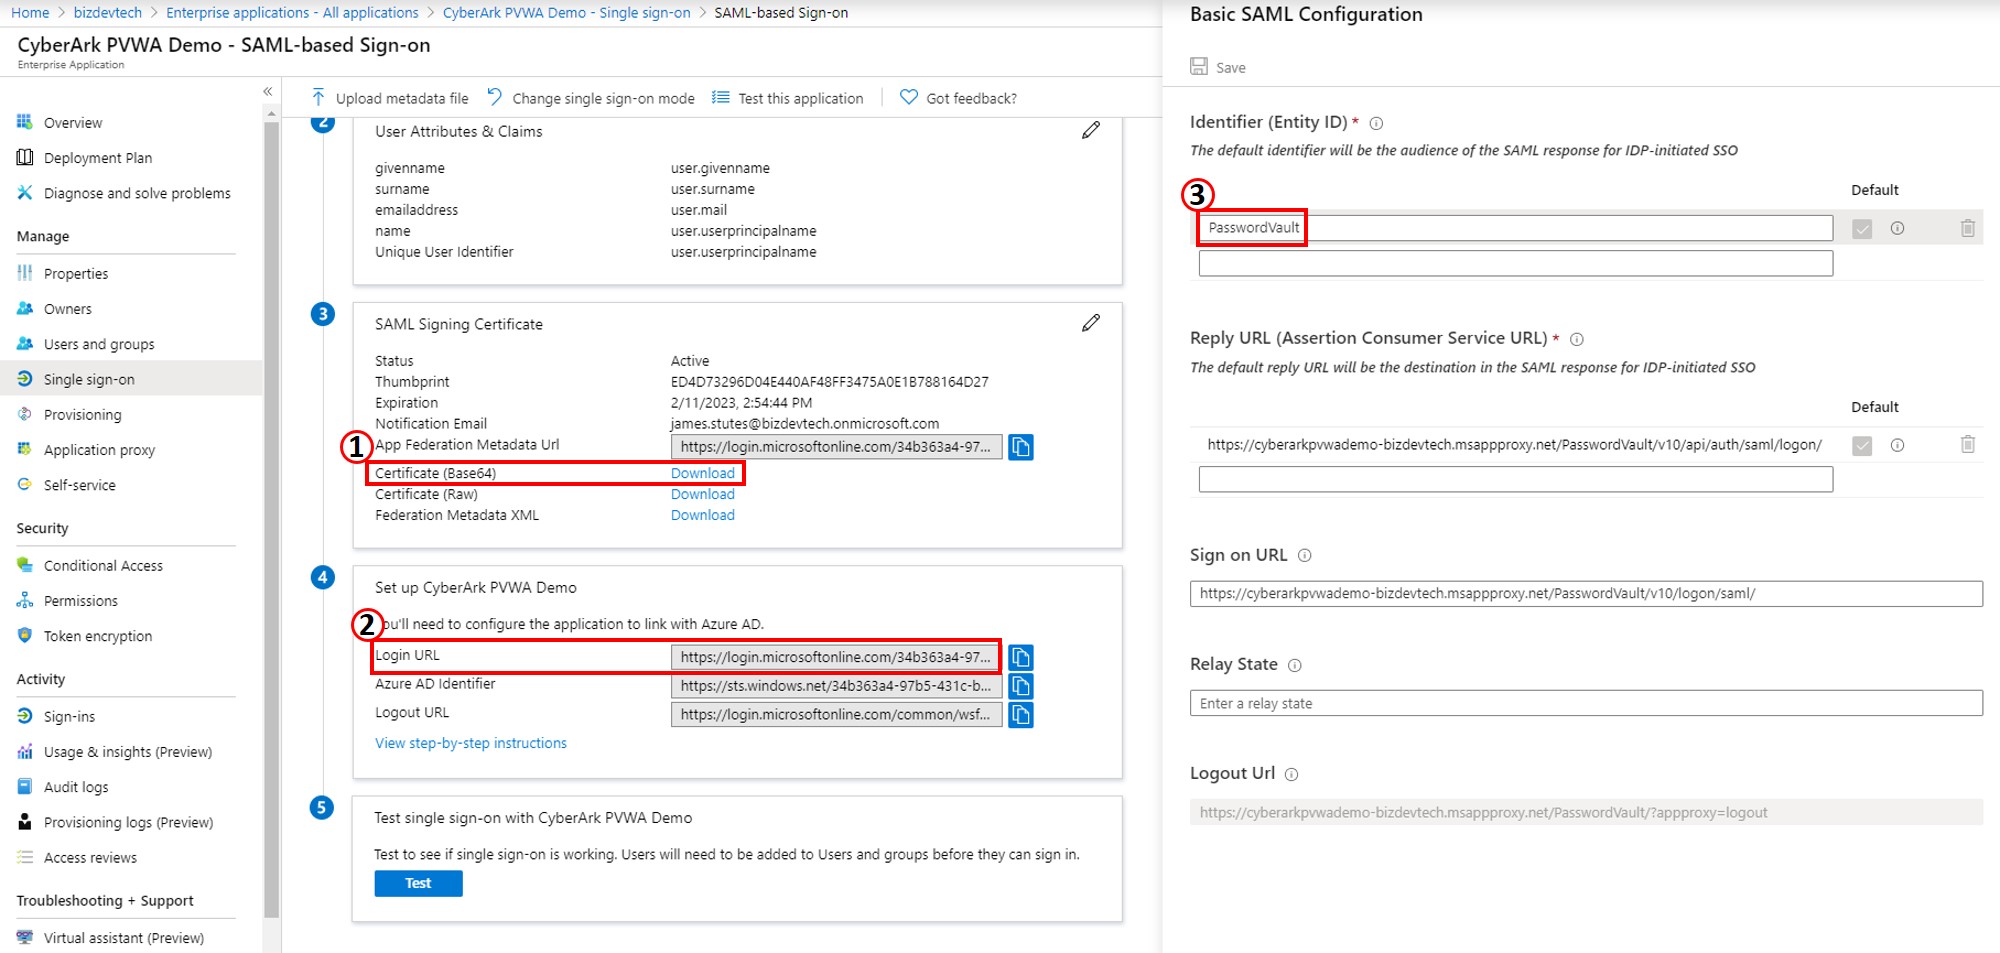 Home > bizdevtech > Enterprise applications - All applications > CyberArk PVWA Demo - Single sign-on > SAML-based Sign-on
CyberArk PVWA Demo - SAML-based Sign-on
Enterprise Application
«
Overview
Deployment Plan
Diagnose and solve problems
Manage
Properties
Owners
Users and groups
Single sign-on
Provisioning
Application proxy
Self-service
Security
Conditional Access
Permissions
Token encryption
Activity
Sign-ins
Usage & insights (Preview)
Audit logs
Provisioning logs (Preview)
Access reviews
Troubleshooting + Support
Virtual assistant (Preview)
Upload metadata file Change single sign-on mode Test this application Got feedback?
2
User Attributes & Claims
givenname user.givenname
surname user.surname
emailaddress user.mail
name user.userprincipalname
Unique User Identifier user.userprincipalname
3
SAML Signing Certificate
Status Active
Thumbprint ED4D73296D04E440AF48FF3475A0E1B788164D27
Expiration 2/11/2023, 2:54:44 PM
Notification Email james.stutes@bizdevtech.onmicrosoft.com
1
App Federation Metadata Url https://login.microsoftonline.com/34b363a4-97...
Certificate (Base64) Download
Certificate (Raw) Download
Federation Metadata XML Download
4
Set up CyberArk PVWA Demo
2
ou'll need to configure the application to link with Azure AD.
Login URL https://login.microsoftonline.com/34b363a4-97...
Azure AD Identifier https://sts.windows.net/34b363a4-97b5-431c-b...
Logout URL https://login.microsoftonline.com/common/wsf...
View step-by-step instructions
5
Test single sign-on with CyberArk PVWA Demo
Test to see if single sign-on is working. Users will need to be added to Users and groups before they can sign in.
Test
Basic SAML Configuration
Save
Identifier (Entity ID) *
The default identifier will be the audience of the SAML response for IDP-initiated SSO
Default
3
PasswordVault
Reply URL (Assertion Consumer Service URL) *
The default reply URL will be the destination in the SAML response for IDP-initiated SSO
Default
https://cyberarkpvwademo-bizdevtech.msappproxy.net/PasswordVault/v10/api/auth/saml/logon/
Sign on URL
https://cyberarkpvwademo-bizdevtech.msappproxy.net/PasswordVault/v10/logon/saml/
Relay State
Enter a relay state
Logout Url
https://cyberarkpvwademo-bizdevtech.msappproxy.net/PasswordVault/?appproxy=logout